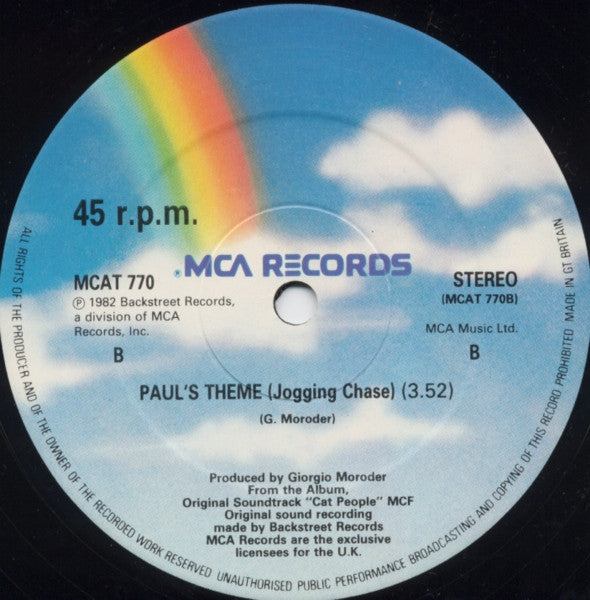 45 r.p.m.
®MCA RECORDS
MCAT 770
℗ 1982 Backstreet Records,
a division of MCA
Records, Inc.
B
STEREO
(MCAT 770B)
MCA Music Ltd.
B
PAUL'S THEME (Jogging Chase) (3.52)
(G. Moroder)
Produced by Giorgio Moroder
From the Album,
Original Soundtrack "Cat People" MCF
Original sound recording
made by Backstreet Records
MCA Records are the exclusive
licensees for the U.K.
ALL RIGHTS OF THE PRODUCER AND OF THE OWNER OF THE RECORDED WORK RESERVED UNAUTHORISED PUBLIC PERFORMANCE BROADCASTING AND COPYING OF THIS RECORD PROHIBITED MADE IN GT BRITAIN